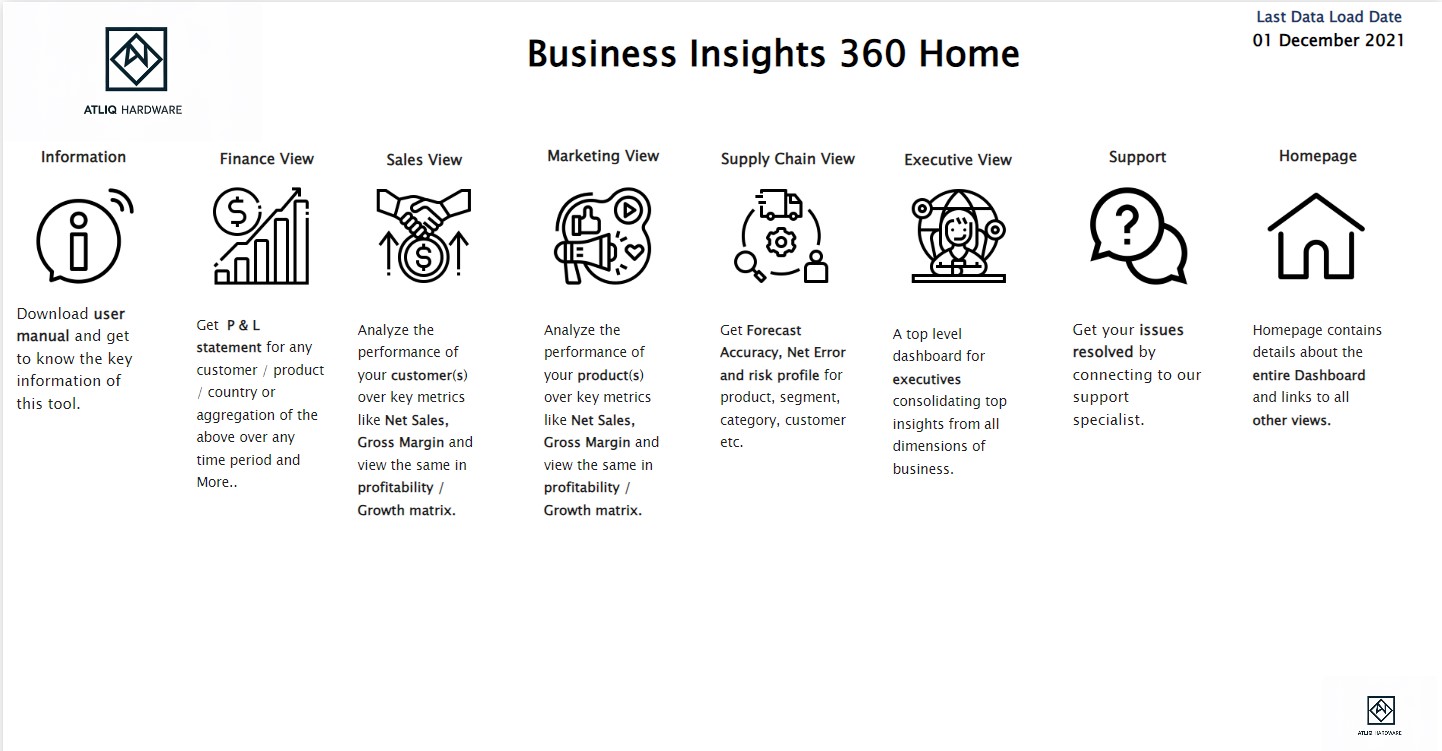 ATLIQ HARDWARE
Business Insights 360 Home
Last Data Load Date
01 December 2021
Information
Download user
manual and get
to know the key
information of
this tool.
Finance View
$
Get P & L
statement for any
customer / product
/ country or
aggregation of the
above over any
time period and
More..
Sales View
$
Analyze the
performance of
your customer(s)
over key metrics
like Net Sales,
Gross Margin and
view the same in
profitability /
Growth matrix.
Marketing View
Analyze the
performance of
your product(s)
over key metrics
like Net Sales,
Gross Margin and
view the same in
profitability /
Growth matrix.
Supply Chain View
Get Forecast
Accuracy, Net Error
and risk profile for
product, segment,
category, customer
etc.
Executive View
A top level
dashboard for
executives
consolidating top
insights from all
dimensions of
business.
Support
?
Get your issues
resolved by
connecting to our
support
specialist.
Homepage
Homepage contains
details about the
entire Dashboard
and links to all
other views.
ATLIQ HARDWARE